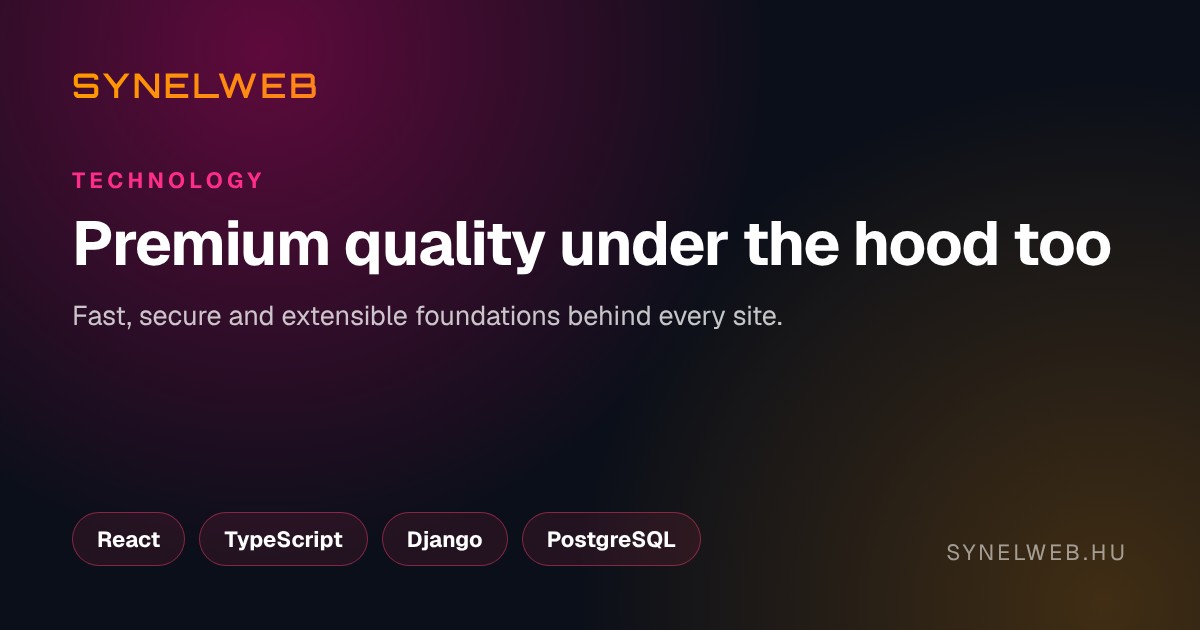 SYNELWEB
TECHNOLOGY
Premium quality under the hood too
Fast, secure and extensible foundations behind every site.
React TypeScript Django PostgreSQL
SYNELWEB.HU